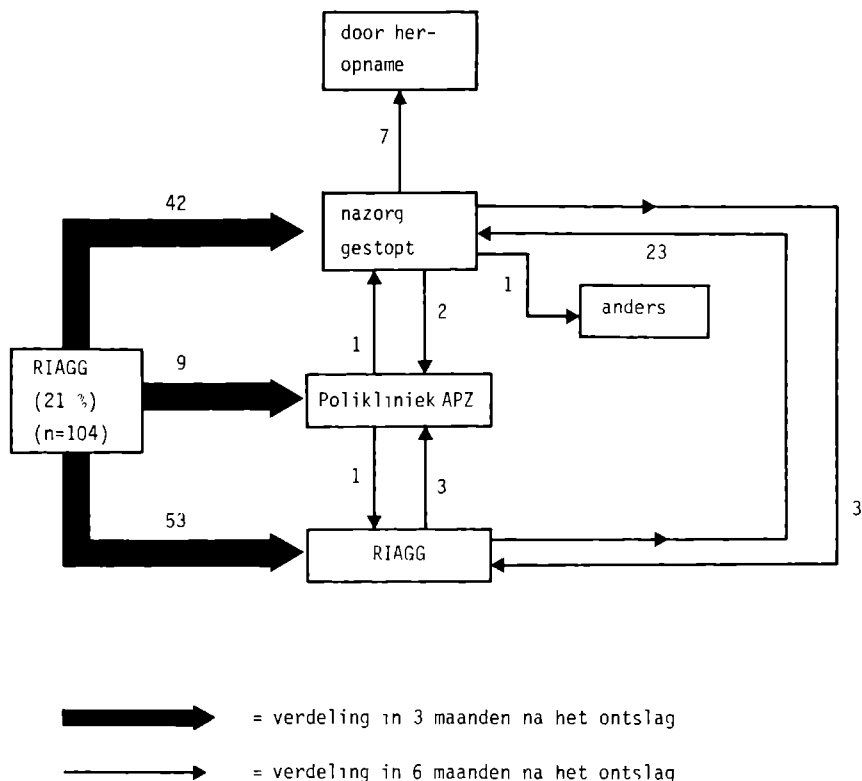 door her-
opname
7
42
nazorg
gestopt
23
1
anders
2
1
RIAGG
(21 %)
(n=104)
9
Polikliniek APZ
1
3
3
53
RIAGG
= verdeling in 3 maanden na het ontslag
= verdeling in 6 maanden na het ontslag